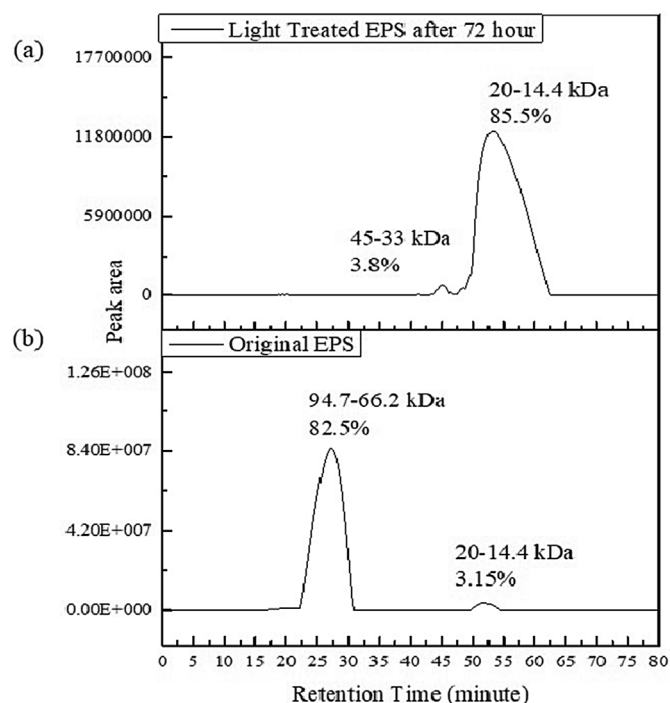 (a)
Light Treated EPS after 72 hour
17700000
11800000
5900000
0
20-14.4 kDa
85.5%
45-33 kDa
3.8%
Peak area
(b)
Original EPS
1.26E+008
8.40E+007
4.20E+007
0.00E+000
94.7-66.2 kDa
82.5%
20-14.4 kDa
3.15%
0 5 10 15 20 25 30 35 40 45 50 55 60 65 70 75 80
Retention Time (minute)